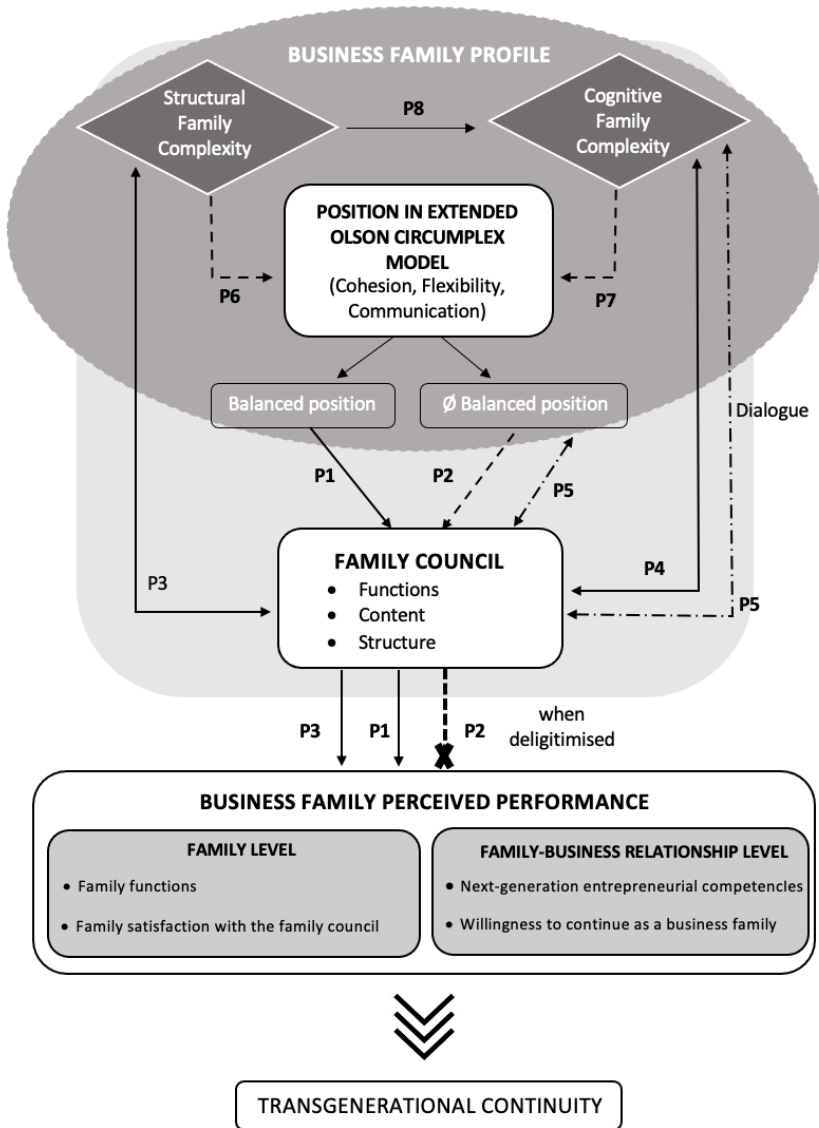 BUSINESS FAMILY PROFILE
Structural
Family
Complexity
P8
Cognitive
Family
Complexity
POSITION IN EXTENDED
OLSON CIRCUMPLEX
MODEL
(Cohesion, Flexibility,
Communication)
P6
P7
Balanced position
Ø Balanced position
Dialogue
P1
P2
P5
P3
FAMILY COUNCIL
• Functions
• Content
• Structure
P4
P5
P3
P1
P2
when
deligitimised
BUSINESS FAMILY PERCEIVED PERFORMANCE
FAMILY LEVEL
• Family functions
• Family satisfaction with the family council
FAMILY-BUSINESS RELATIONSHIP LEVEL
• Next-generation entrepreneurial competencies
• Willingness to continue as a business family
TRANSGENERATIONAL CONTINUITY